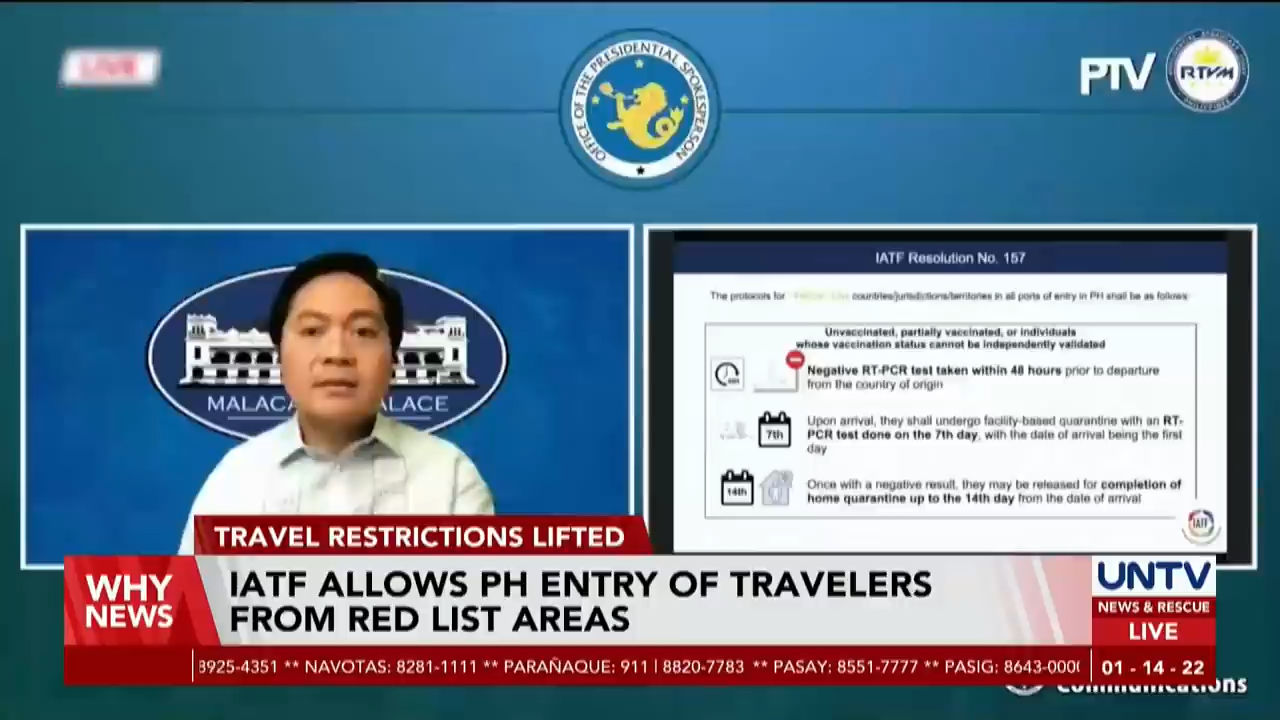 LIVE
OFFICE OF THE PRESIDENTIAL SPOKESPERSON
PTV
RTVM
PHILIPPINES
MALACA ALACE
IATF Resolution No. 157
The protocols for countries/jurisdictions/territories in all ports of entry in PH shall be as follows
Unvaccinated, partially vaccinated, or individuals
whose vaccination status cannot be independently validated
Negative RT-PCR test taken within 48 hours prior to departure
from the country of origin
7th
Upon arrival, they shall undergo facility-based quarantine with an RT-
PCR test done on the 7th day, with the date of arrival being the first
day
14th
Once with a negative result, they may be released for completion of
home quarantine up to the 14th day from the date of arrival
IATF
TRAVEL RESTRICTIONS LIFTED
WHY
NEWS
IATF ALLOWS PH ENTRY OF TRAVELERS
FROM RED LIST AREAS
UNTV
NEWS & RESCUE
LIVE
8925-4351 ** NAVOTAS: 8281-1111 ** PARAÑAQUE: 911 | 8820-7783 ** PASAY: 8551-7777 ** PASIG: 8643-0000
01 - 14 - 22
Communications